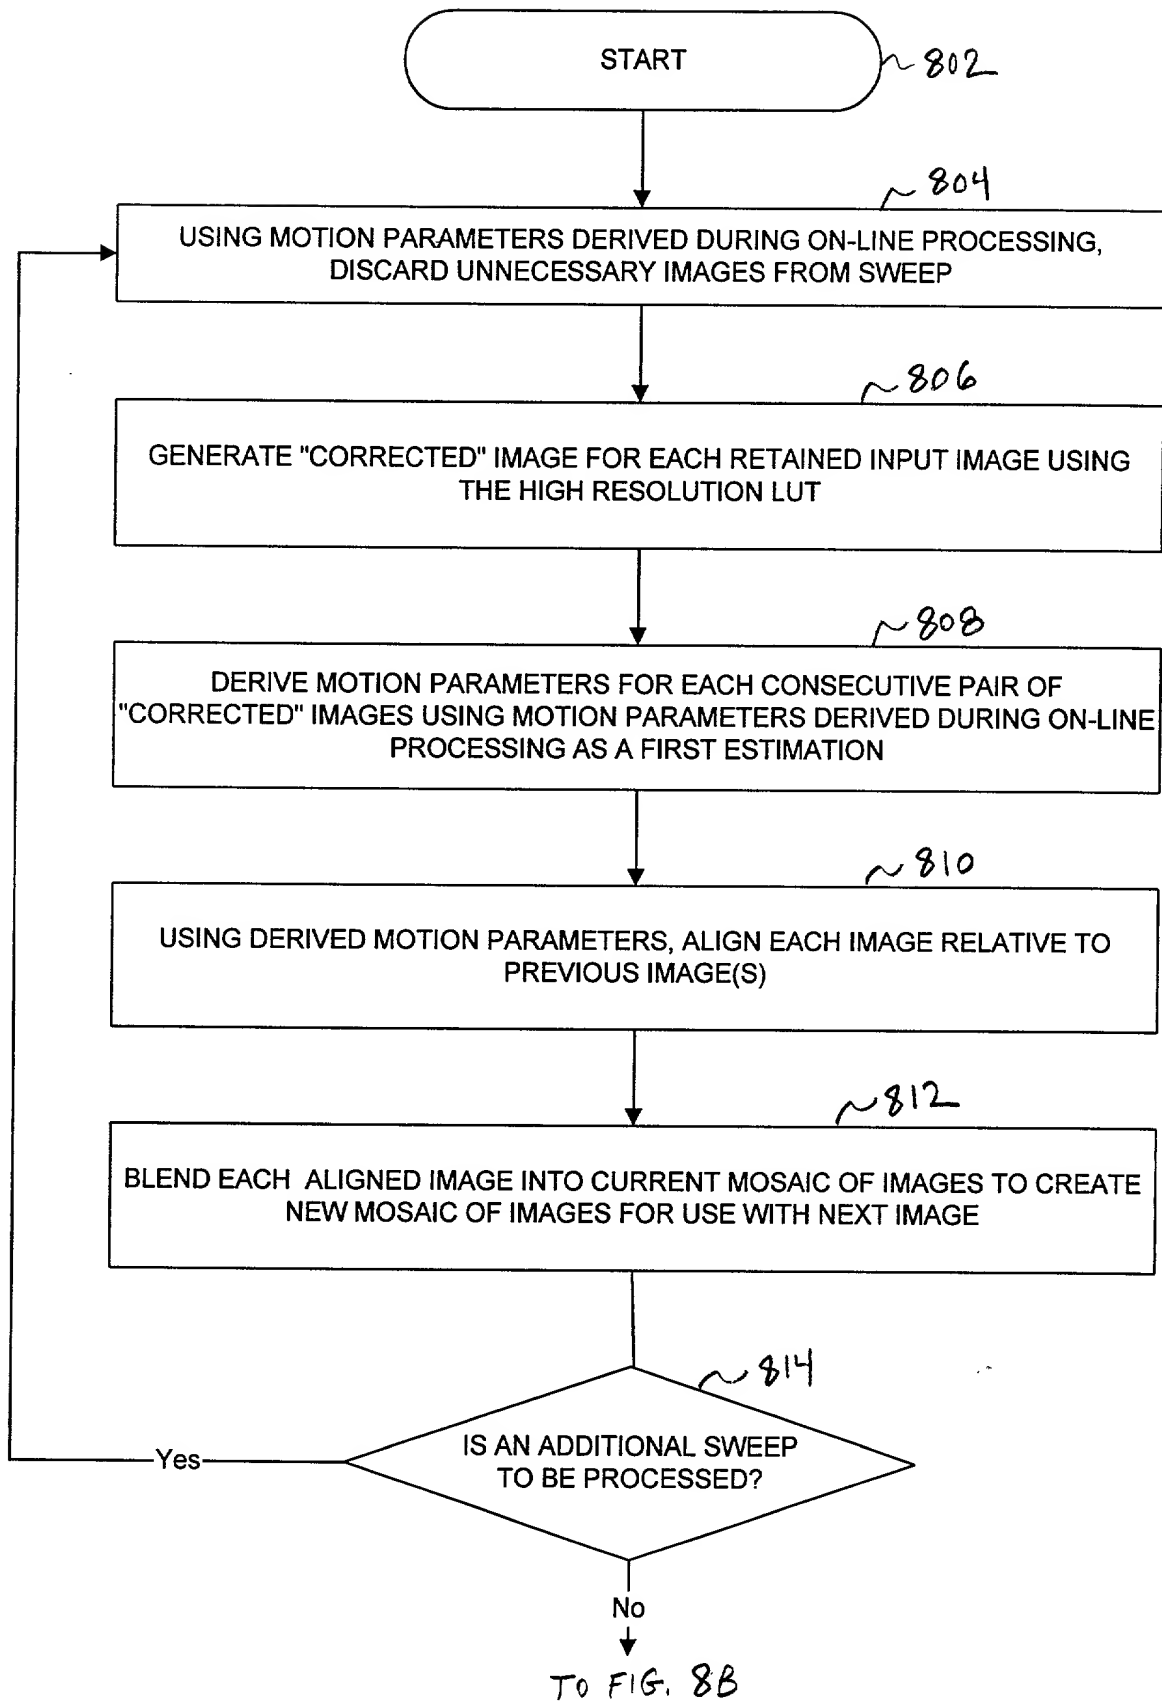 START
802
804
USING MOTION PARAMETERS DERIVED DURING ON-LINE PROCESSING,
DISCARD UNNECESSARY IMAGES FROM SWEEP
806
GENERATE "CORRECTED" IMAGE FOR EACH RETAINED INPUT IMAGE USING
THE HIGH RESOLUTION LUT
808
DERIVE MOTION PARAMETERS FOR EACH CONSECUTIVE PAIR OF
"CORRECTED" IMAGES USING MOTION PARAMETERS DERIVED DURING ON-LINE
PROCESSING AS A FIRST ESTIMATION
810
USING DERIVED MOTION PARAMETERS, ALIGN EACH IMAGE RELATIVE TO
PREVIOUS IMAGE(S)
812
BLEND EACH ALIGNED IMAGE INTO CURRENT MOSAIC OF IMAGES TO CREATE
NEW MOSAIC OF IMAGES FOR USE WITH NEXT IMAGE
814
IS AN ADDITIONAL SWEEP
TO BE PROCESSED?
Yes
No
TO FIG. 8B